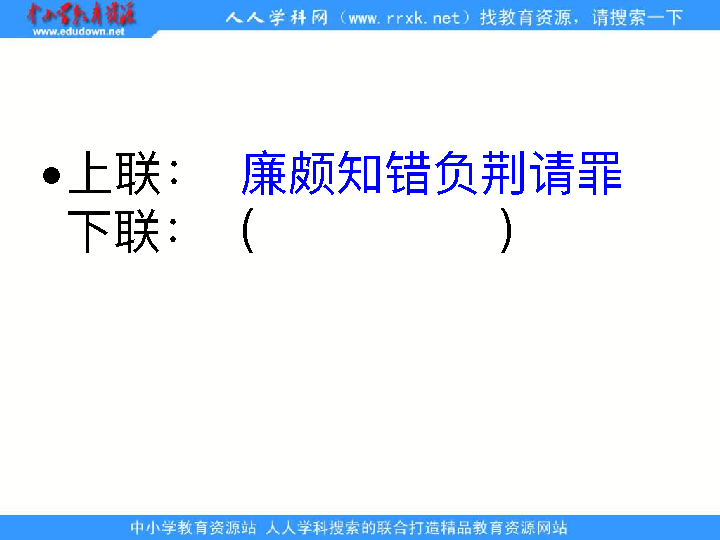 中小学教育资源
www.edudown.net
人人学科网（www.rrxk.net）找教育资源，请搜索一下
•上联： 廉颇知错负荆请罪
下联： ( )
中小学教育资源站 人人学科搜索的联合打造精品教育资源网站